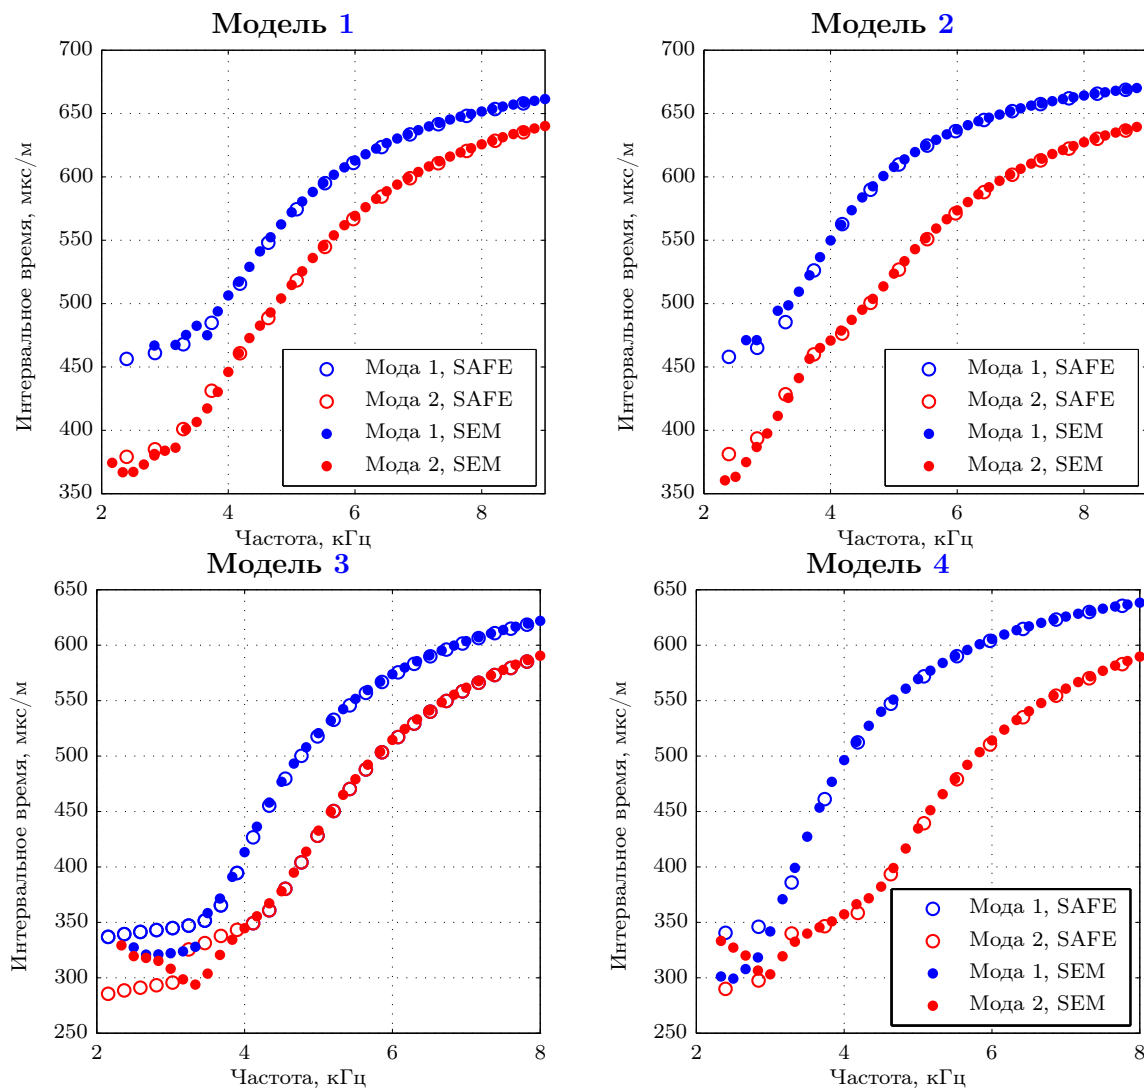 Модель 1
Интервальное время, мкс/м
700
650
600
550
500
450
400
350
2 4 6 8
Частота, кГц
Мода 1, SAFE
Мода 2, SAFE
Мода 1, SEM
Мода 2, SEM
Модель 2
Интервальное время, мкс/м
700
650
600
550
500
450
400
350
2 4 6 8
Частота, кГц
Мода 1, SAFE
Мода 2, SAFE
Мода 1, SEM
Мода 2, SEM
Модель 3
Интервальное время, мкс/м
650
600
550
500
450
400
350
300
250
2 4 6 8
Частота, кГц
Модель 4
Интервальное время, мкс/м
650
600
550
500
450
400
350
300
250
2 4 6 8
Частота, кГц
Мода 1, SAFE
Мода 2, SAFE
Мода 1, SEM
Мода 2, SEM